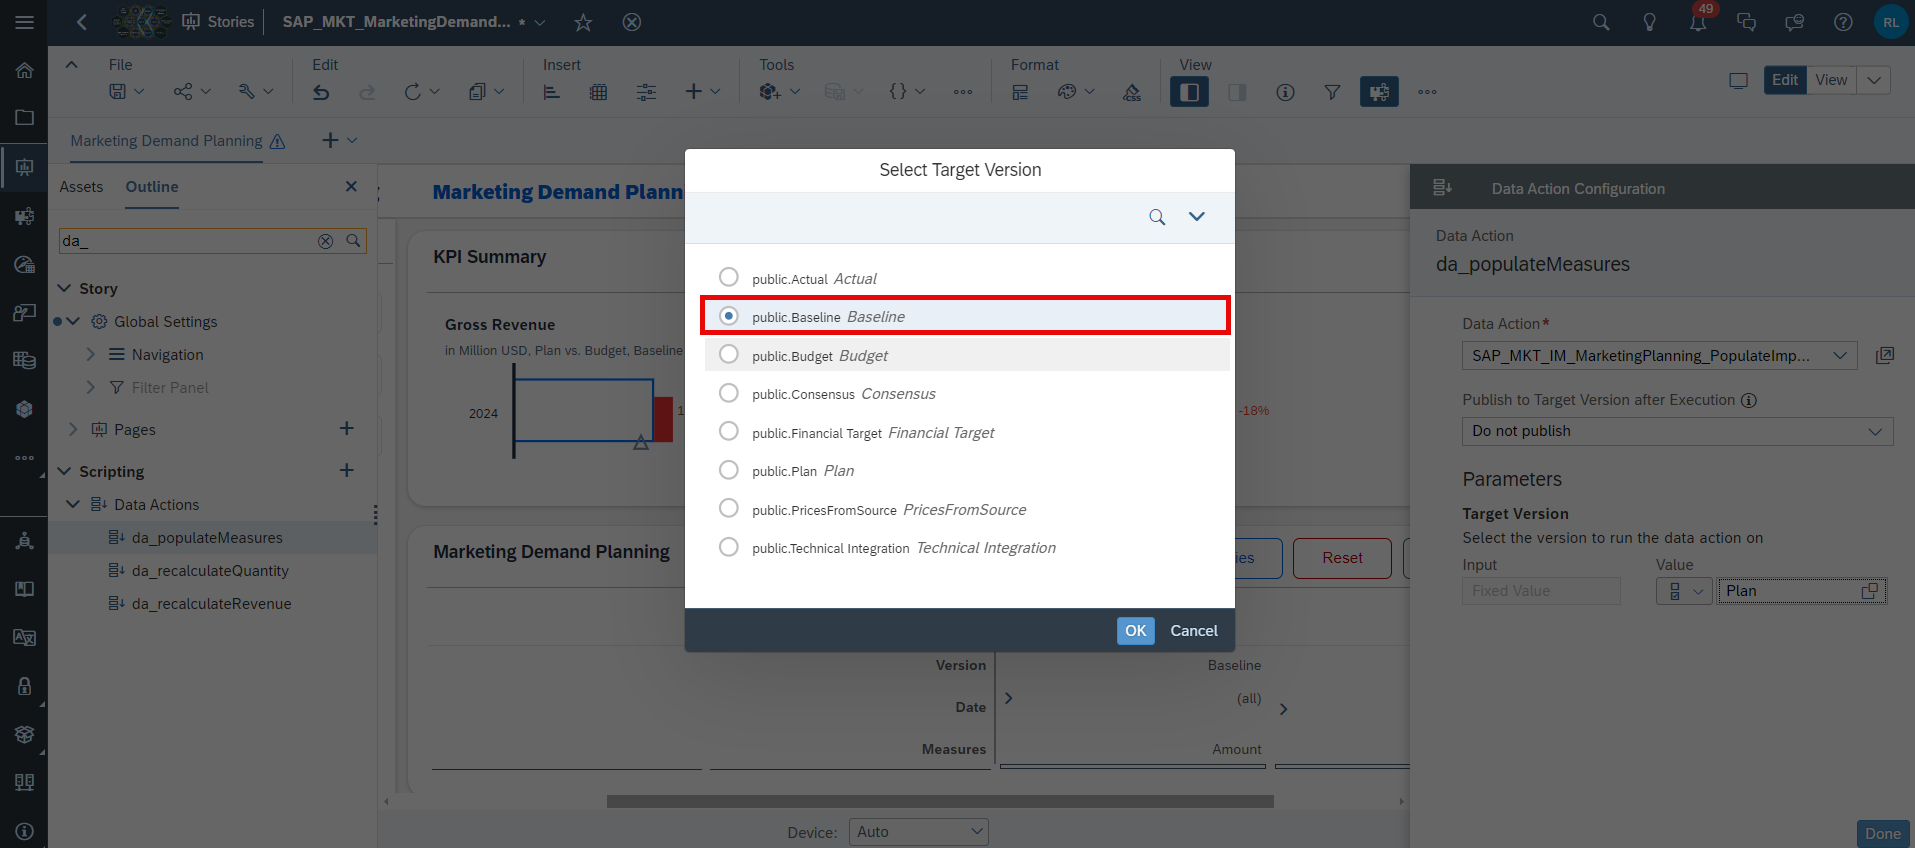 Stories
SAP_MKT_MarketingDemand... *
49
RL
File
Edit
Insert
Tools
Format
View
CSS
Edit
View
Marketing Demand Planning
Assets
Outline
da_
Story
Global Settings
Navigation
Filter Panel
Pages
Scripting
Data Actions
da_populateMeasures
da_recalculateQuantity
da_recalculateRevenue
Marketing Demand Plann
KPI Summary
Gross Revenue
in Million USD, Plan vs. Budget, Baseline
2024
1
-18%
Marketing Demand Planning
ies
Reset
Version
Baseline
Date
(all)
Measures
Amount
Device:
Auto
Select Target Version
public.Actual Actual
public.Baseline Baseline
public.Budget Budget
public.Consensus Consensus
public.Financial Target Financial Target
public.Plan Plan
public.PricesFromSource PricesFromSource
public.Technical Integration Technical Integration
OK
Cancel
Data Action Configuration
Data Action
da_populateMeasures
Data Action*
SAP_MKT_IM_MarketingPlanning_PopulateImp...
Publish to Target Version after Execution
Do not publish
Parameters
Target Version
Select the version to run the data action on
Input
Value
Fixed Value
Plan
Done